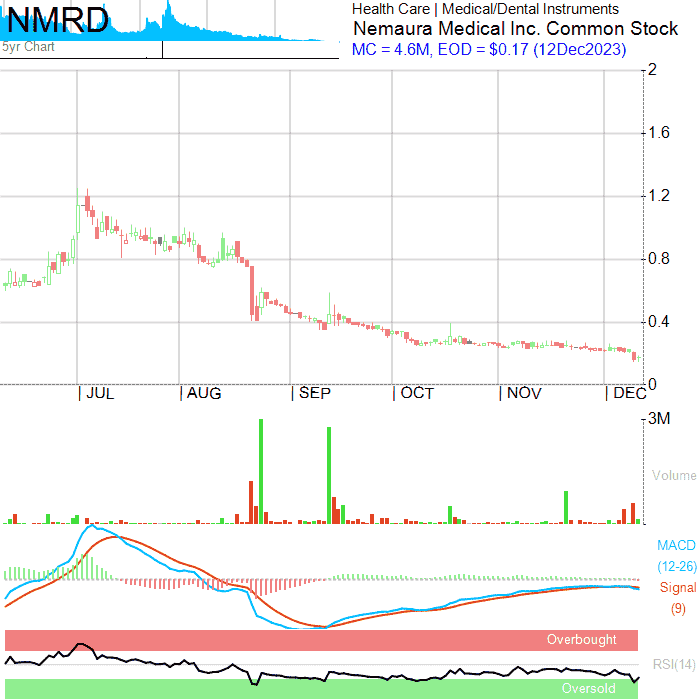 NMRD
5yr Chart
Health Care | Medical/Dental Instruments
Nemaura Medical Inc. Common Stock
MC = 4.6M, EOD = $0.17 (12Dec2023)
2
1.6
1.2
0.8
0.4
0
| JUL | AUG | SEP | OCT | NOV | DEC
3M
Volume
MACD
(12-26)
Signal
(9)
Overbought
RSI(14)
Oversold